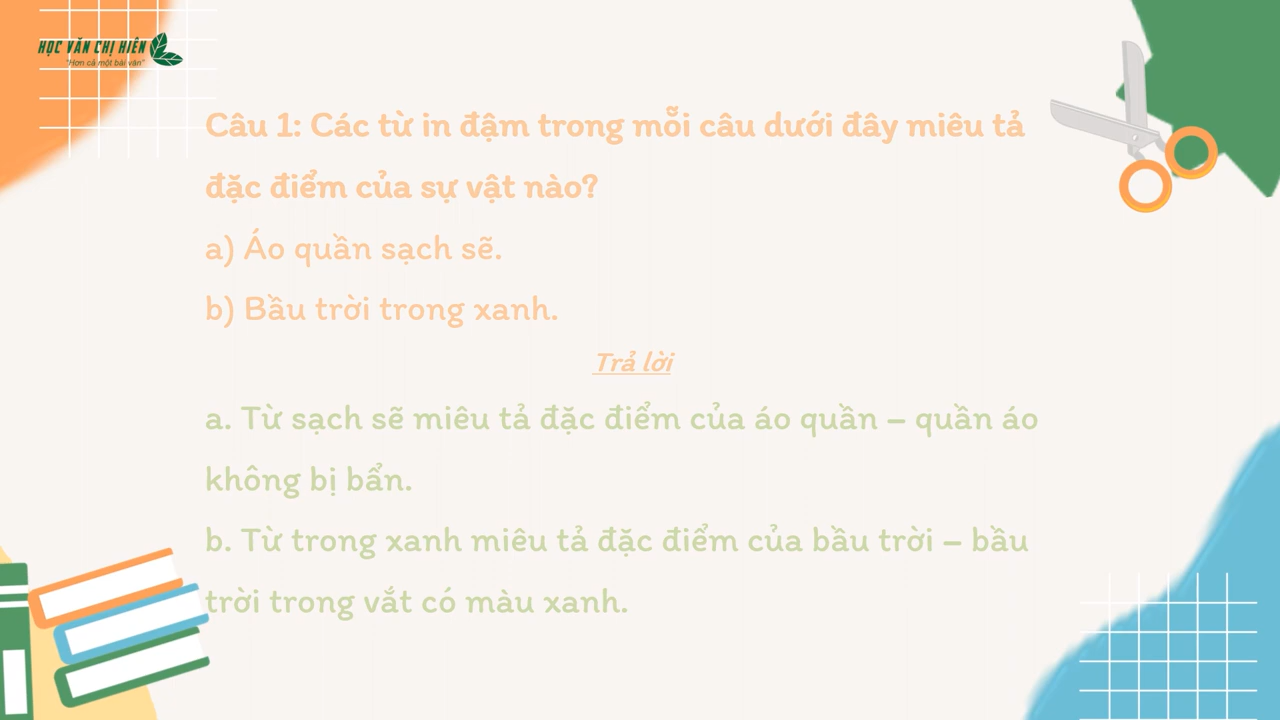 HỌC VĂN CHỊ HIÊN
"Hơn cả một bài văn"
Câu 1: Các từ in đậm trong mỗi câu dưới đây miêu tả
đặc điểm của sự vật nào?
a) Áo quần sạch sẽ.
b) Bầu trời trong xanh.
Trả lời
a. Từ sạch sẽ miêu tả đặc điểm của áo quần – quần áo
không bị bẩn.
b. Từ trong xanh miêu tả đặc điểm của bầu trời – bầu
trời trong vắt có màu xanh.